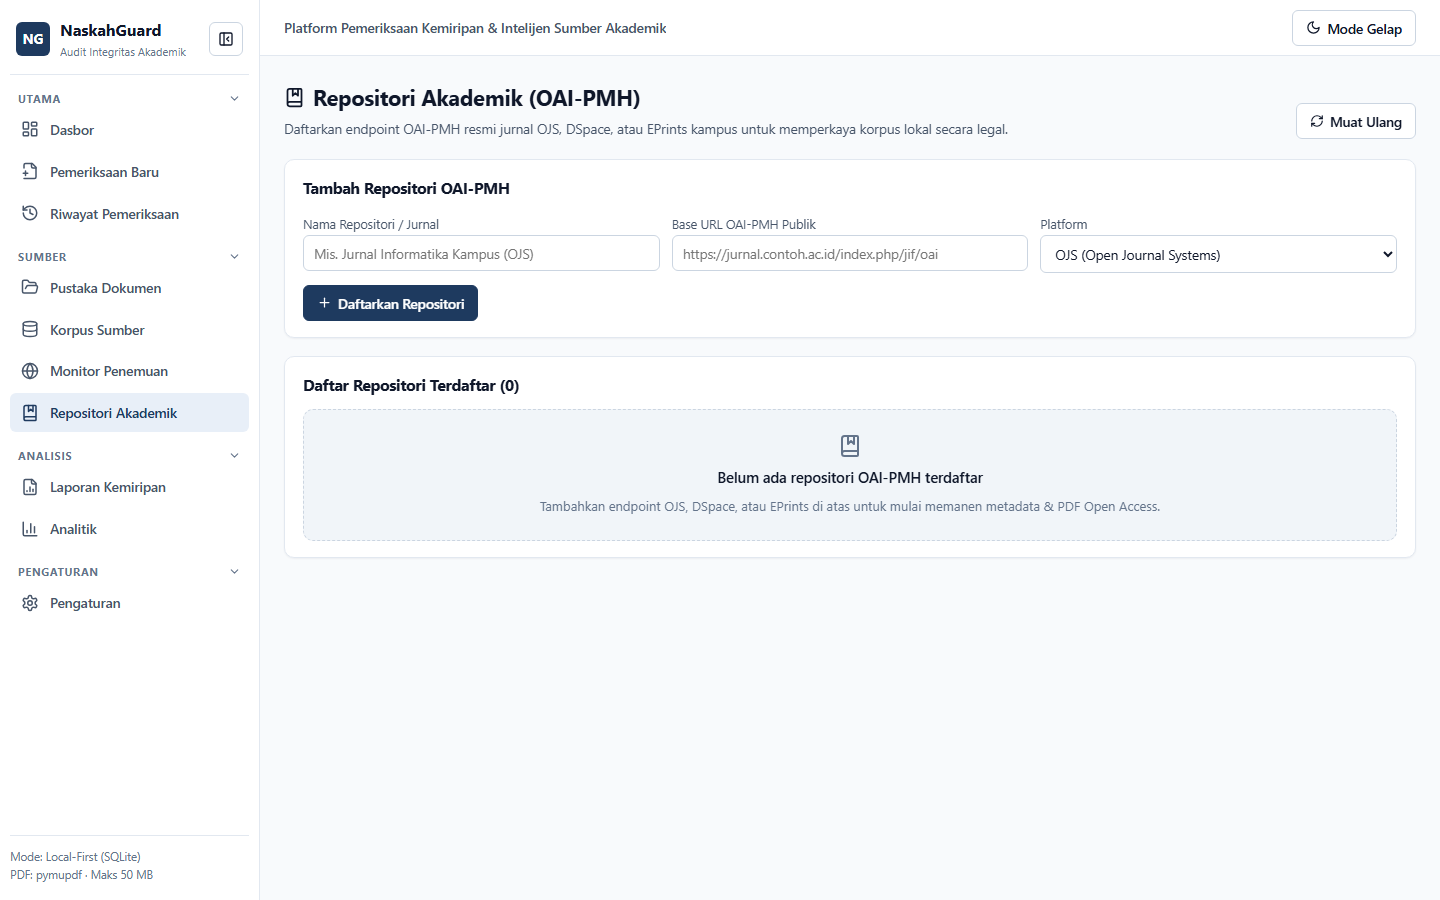 NG
NaskahGuard
Audit Integritas Akademik
UTAMA
Dasbor
Pemeriksaan Baru
Riwayat Pemeriksaan
SUMBER
Pustaka Dokumen
Korpus Sumber
Monitor Penemuan
Repositori Akademik
ANALISIS
Laporan Kemiripan
Analitik
PENGATURAN
Pengaturan
Mode: Local-First (SQLite)
PDF: pymupdf · Maks 50 MB
Platform Pemeriksaan Kemiripan & Intelijen Sumber Akademik
Mode Gelap
Repositori Akademik (OAI-PMH)
Daftarkan endpoint OAI-PMH resmi jurnal OJS, DSpace, atau EPrints kampus untuk memperkaya korpus lokal secara legal.
Muat Ulang
Tambah Repositori OAI-PMH
Nama Repositori / Jurnal
Mis. Jurnal Informatika Kampus (OJS)
Base URL OAI-PMH Publik
https://jurnal.contoh.ac.id/index.php/jif/oai
Platform
OJS (Open Journal Systems)
Daftarkan Repositori
Daftar Repositori Terdaftar (0)
Belum ada repositori OAI-PMH terdaftar
Tambahkan endpoint OJS, DSpace, atau EPrints di atas untuk mulai memanen metadata & PDF Open Access.